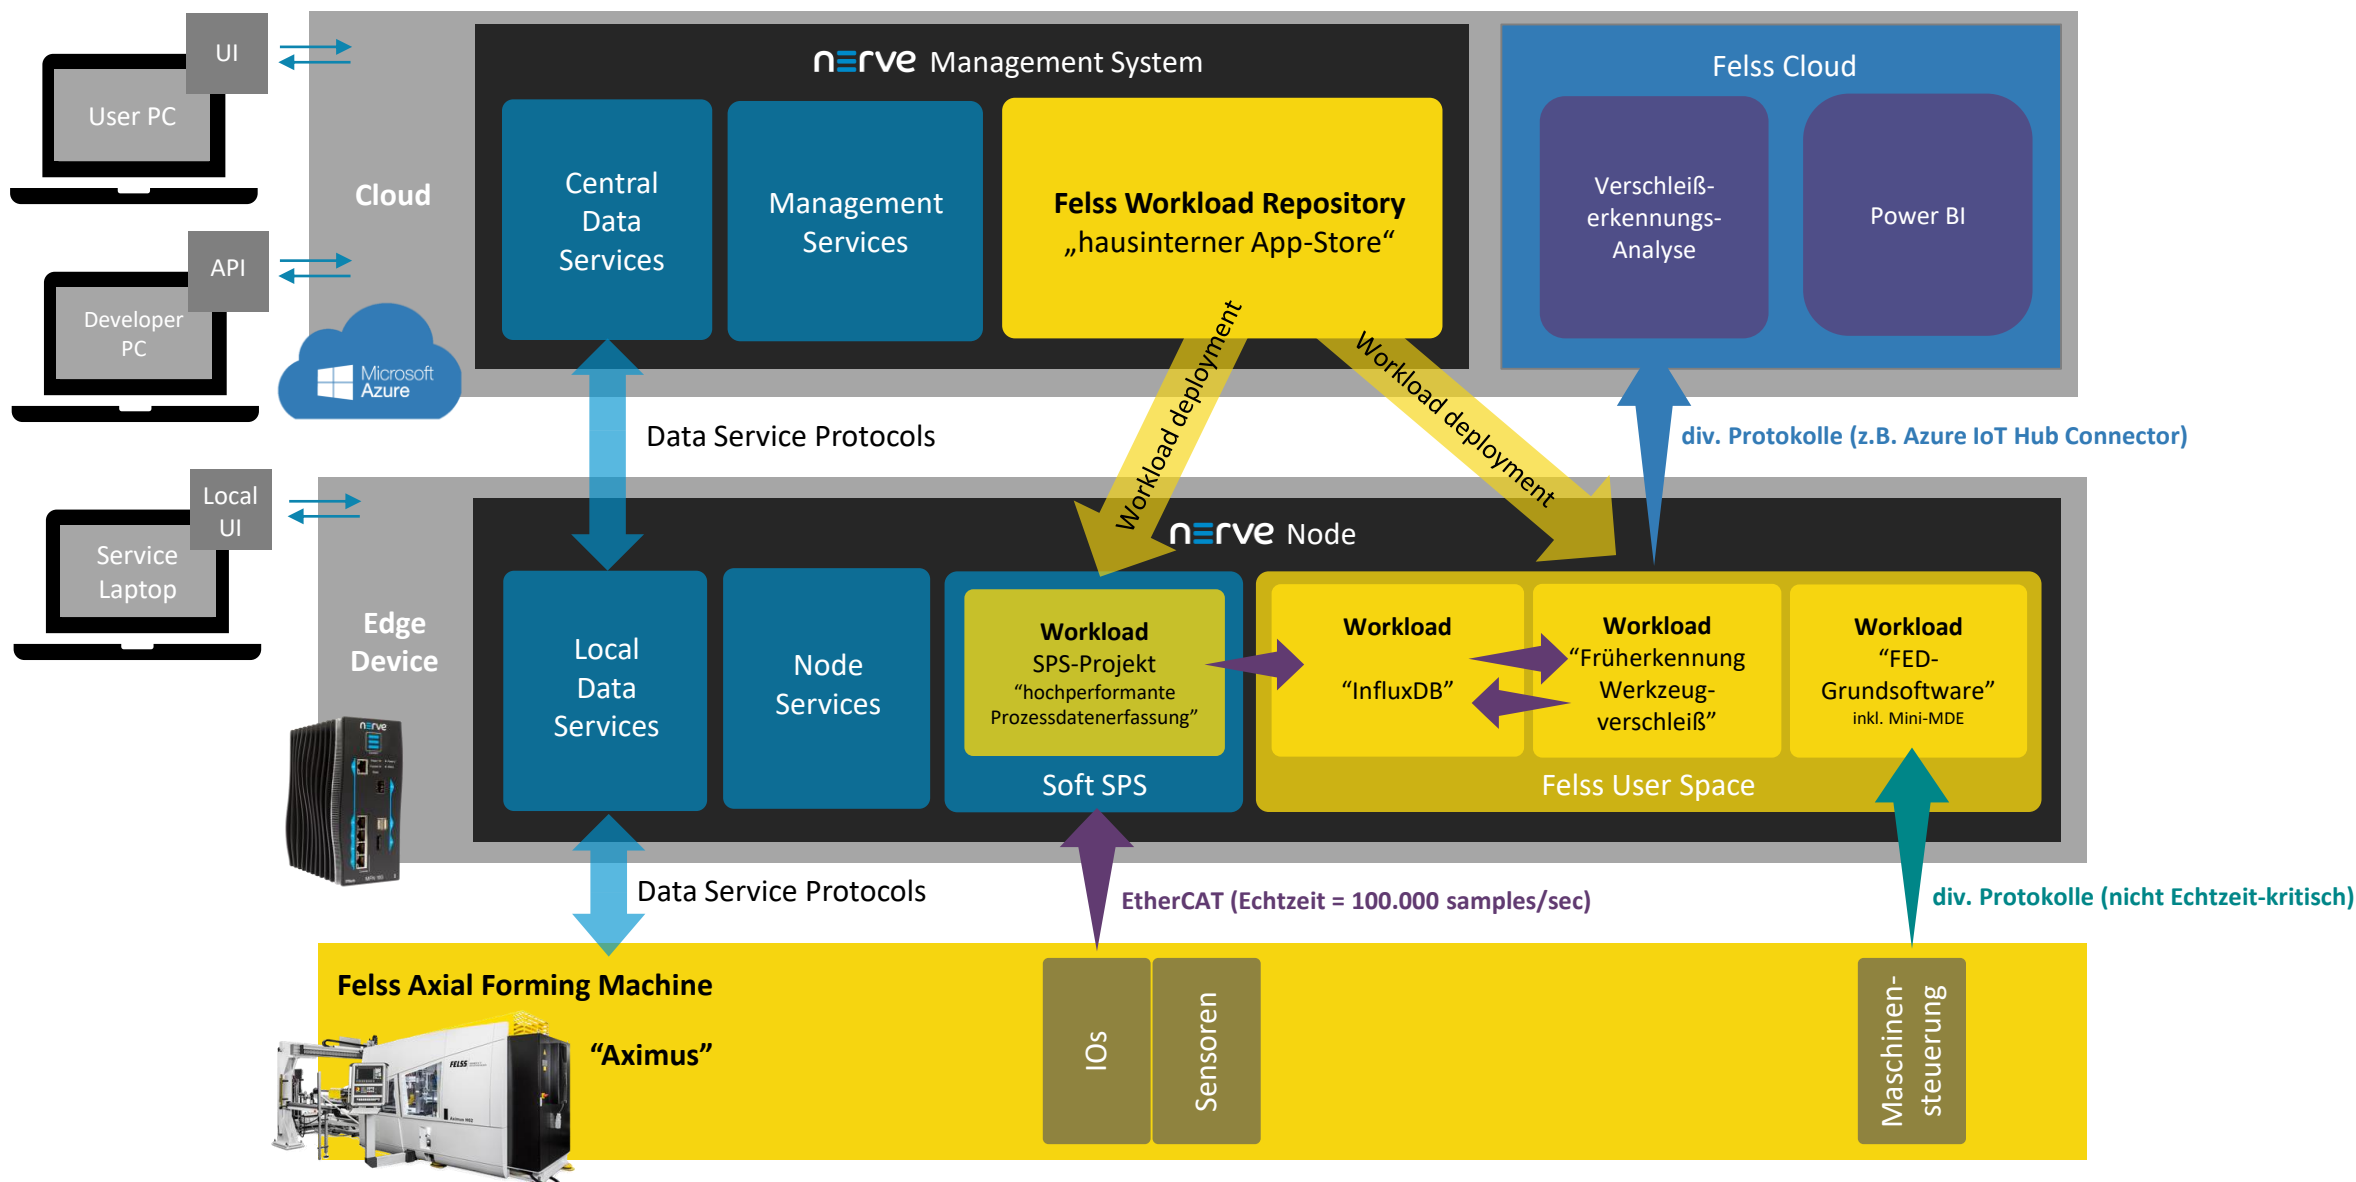 UI
User PC
API
Developer
PC
Local
UI
Service
Laptop
Cloud
Microsoft
Azure
nerve Management System
Central
Data
Services
Management
Services
Felss Workload Repository
„hausinterner App-Store“
Felss Cloud
Verschleiß-
erkennungs-
Analyse
Power BI
Data Service Protocols
Workload deployment
Workload deployment
div. Protokolle (z.B. Azure IoT Hub Connector)
Edge
Device
nerve
nerve Node
Local
Data
Services
Node
Services
Workload
SPS-Projekt
“hochperformante
Prozessdatenerfassung”
Soft SPS
Workload
“InfluxDB”
Workload
“Früherkennung
Werkzeug-
verschleiß”
Workload
“FED-
Grundsoftware”
inkl. Mini-MDE
Felss User Space
Data Service Protocols
EtherCAT (Echtzeit = 100.000 samples/sec)
div. Protokolle (nicht Echtzeit-kritisch)
Felss Axial Forming Machine
“Aximus”
FELSS
IOs
Sensoren
Maschinen-
steuerung